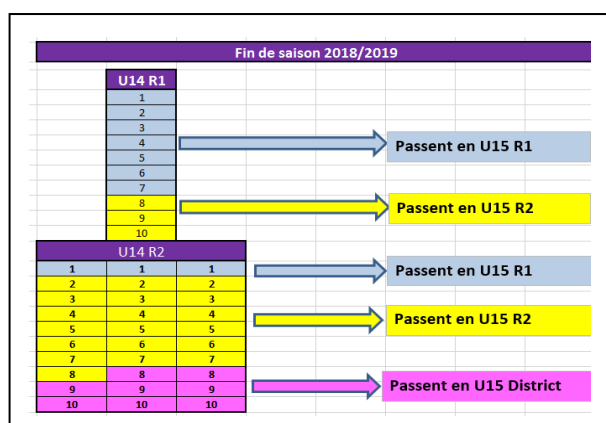 Fin de saison 2018/2019
U14 R1
1
2
3
4
5
6
7
8
9
10
Passent en U15 R1
Passent en U15 R2
U14 R2
1 1 1
2 2 2
3 3 3
4 4 4
5 5 5
6 6 6
7 7 7
8 8 8
9 9 9
10 10 10
Passent en U15 R1
Passent en U15 R2
Passent en U15 District